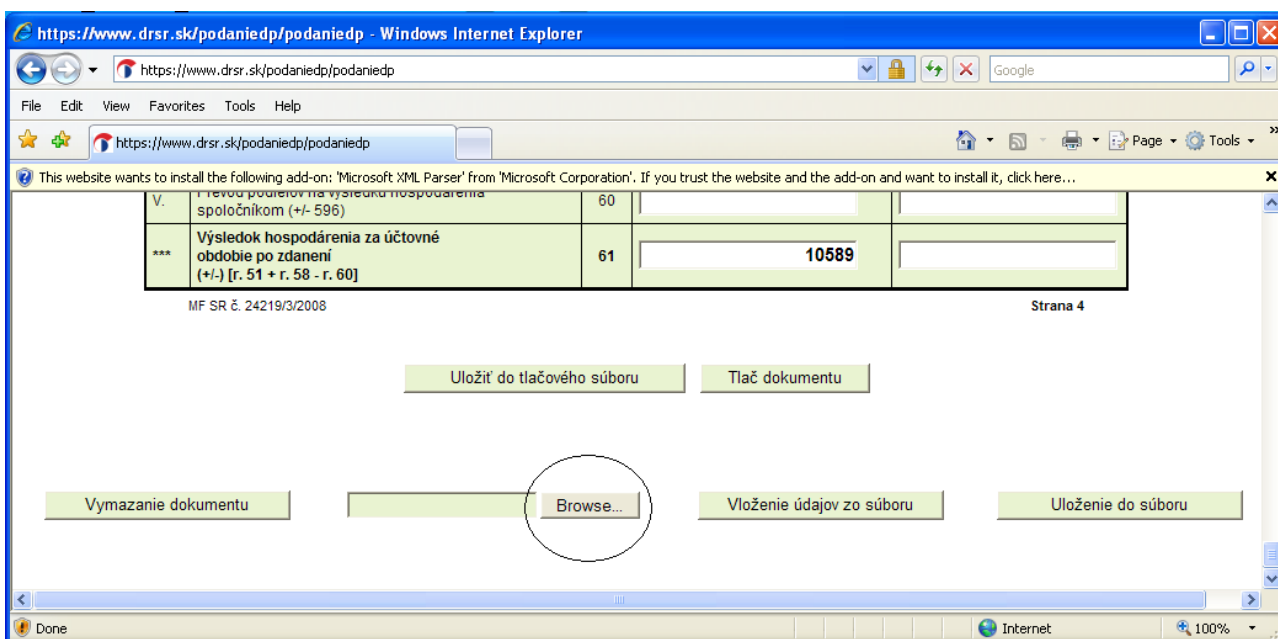 https://www.drsr.sk/podaniedp/podaniedp - Windows Internet Explorer
https://www.drsr.sk/podaniedp/podaniedp
Google
File Edit View Favorites Tools Help
https://www.drsr.sk/podaniedp/podaniedp
Page Tools »
This website wants to install the following add-on: 'Microsoft XML Parser' from 'Microsoft Corporation'. If you trust the website and the add-on and want to install it, click here...
V. Prevod podielov na výsledku hospodárenia 60
spoločníkom (+/- 596)
Výsledok hospodárenia za účtovné
*** obdobie po zdanení 61 10589
(+/-) [r. 51 + r. 58 - r. 60]
MF SR č. 24219/3/2008 Strana 4
Uložiť do tlačového súboru Tlač dokumentu
Vymazanie dokumentu Browse... Vloženie údajov zo súboru Uloženie do súboru
Done Internet 100%